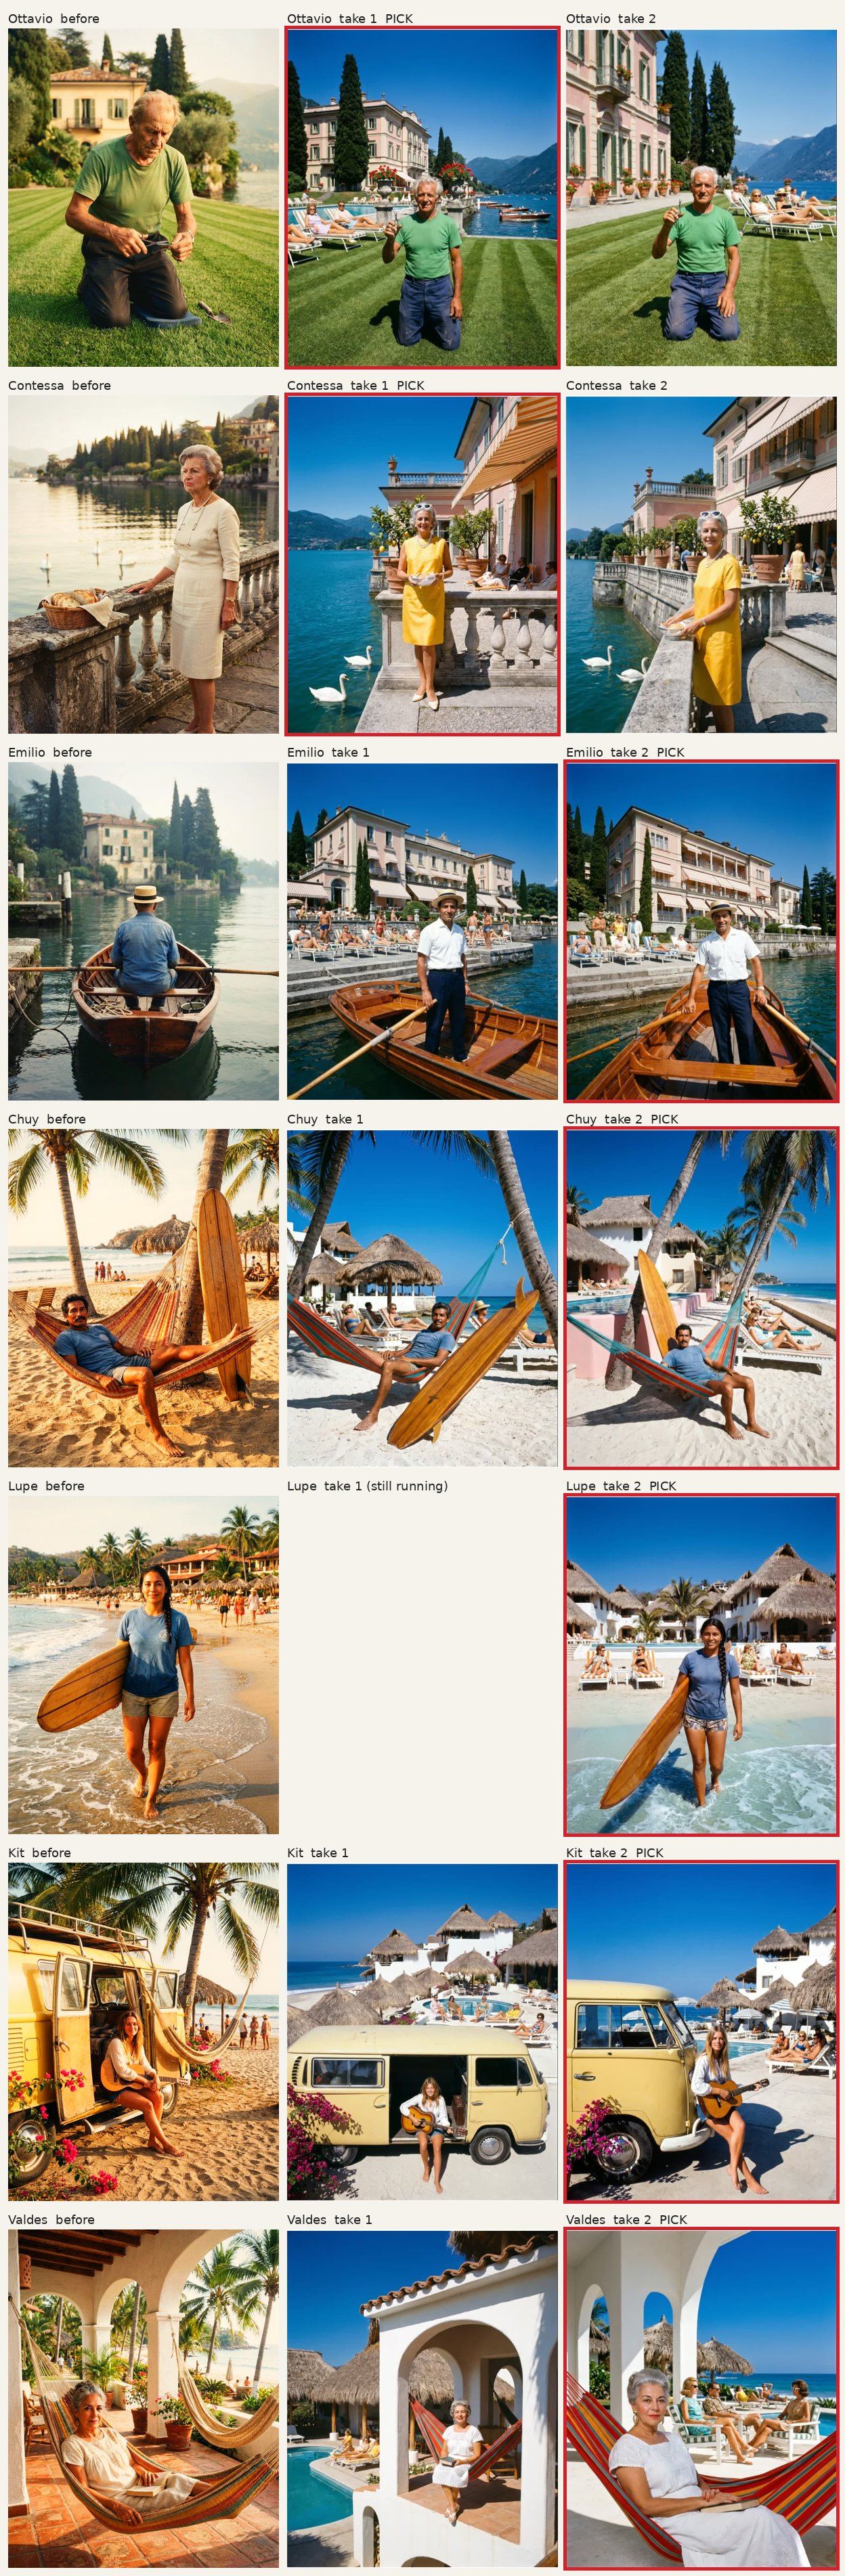 Ottavio  before
Ottavio  take 1  PICK
Ottavio  take 2
Contessa  before
Contessa  take 1  PICK
Contessa  take 2
Emilio  before
Emilio  take 1
Emilio  take 2  PICK
Chuy  before
Chuy  take 1
Chuy  take 2  PICK
Lupe  before
Lupe  take 1 (still running)
Lupe  take 2  PICK
Kit  before
Kit  take 1
Kit  take 2  PICK
Valdes  before
Valdes  take 1
Valdes  take 2  PICK